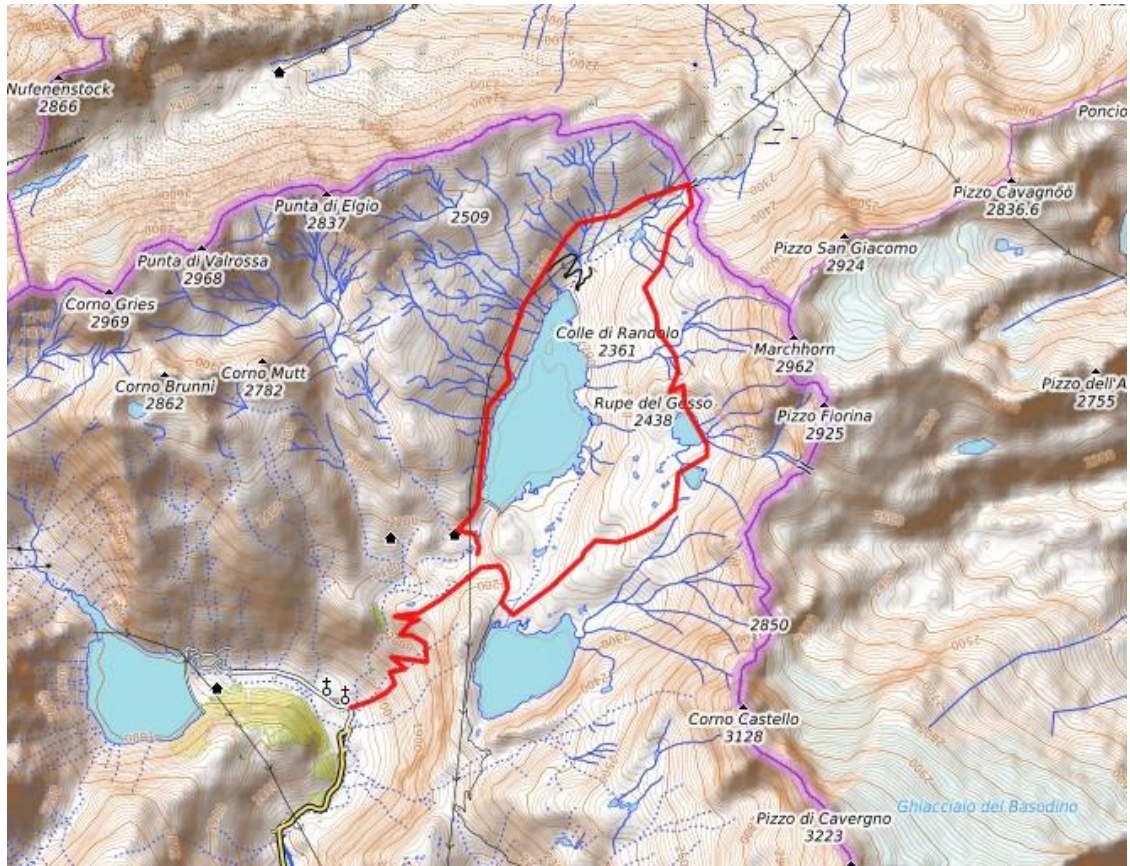 Nufenenstock
2866
Poncio
Pizzo Cavagnöö
2836.6
Punta di Elgio
2837
2509
Pizzo San Giacomo
2924
Punta di Valrossa
2968
Corno Gries
2969
Colle di Randolo
2361
Marchhorn
2962
Corno Mutt
2782
Corno Brunni
2862
Pizzo dell'A
2755
Rupe del Gesso
2438
Pizzo Fiorina
2925
2850
Corno Castello
3128
Ghiacciaio del Basodino
Pizzo di Cavergno
3223